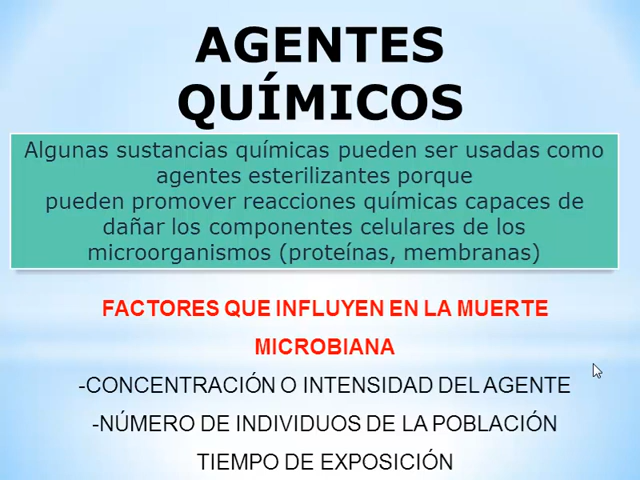 AGENTES
QUÍMICOS
Algunas sustancias químicas pueden ser usadas como
agentes esterilizantes porque
pueden promover reacciones químicas capaces de
dañar los componentes celulares de los
microorganismos (proteínas, membranas)
FACTORES QUE INFLUYEN EN LA MUERTE
MICROBIANA
-CONCENTRACIÓN O INTENSIDAD DEL AGENTE
-NÚMERO DE INDIVIDUOS DE LA POBLACIÓN
TIEMPO DE EXPOSICIÓN